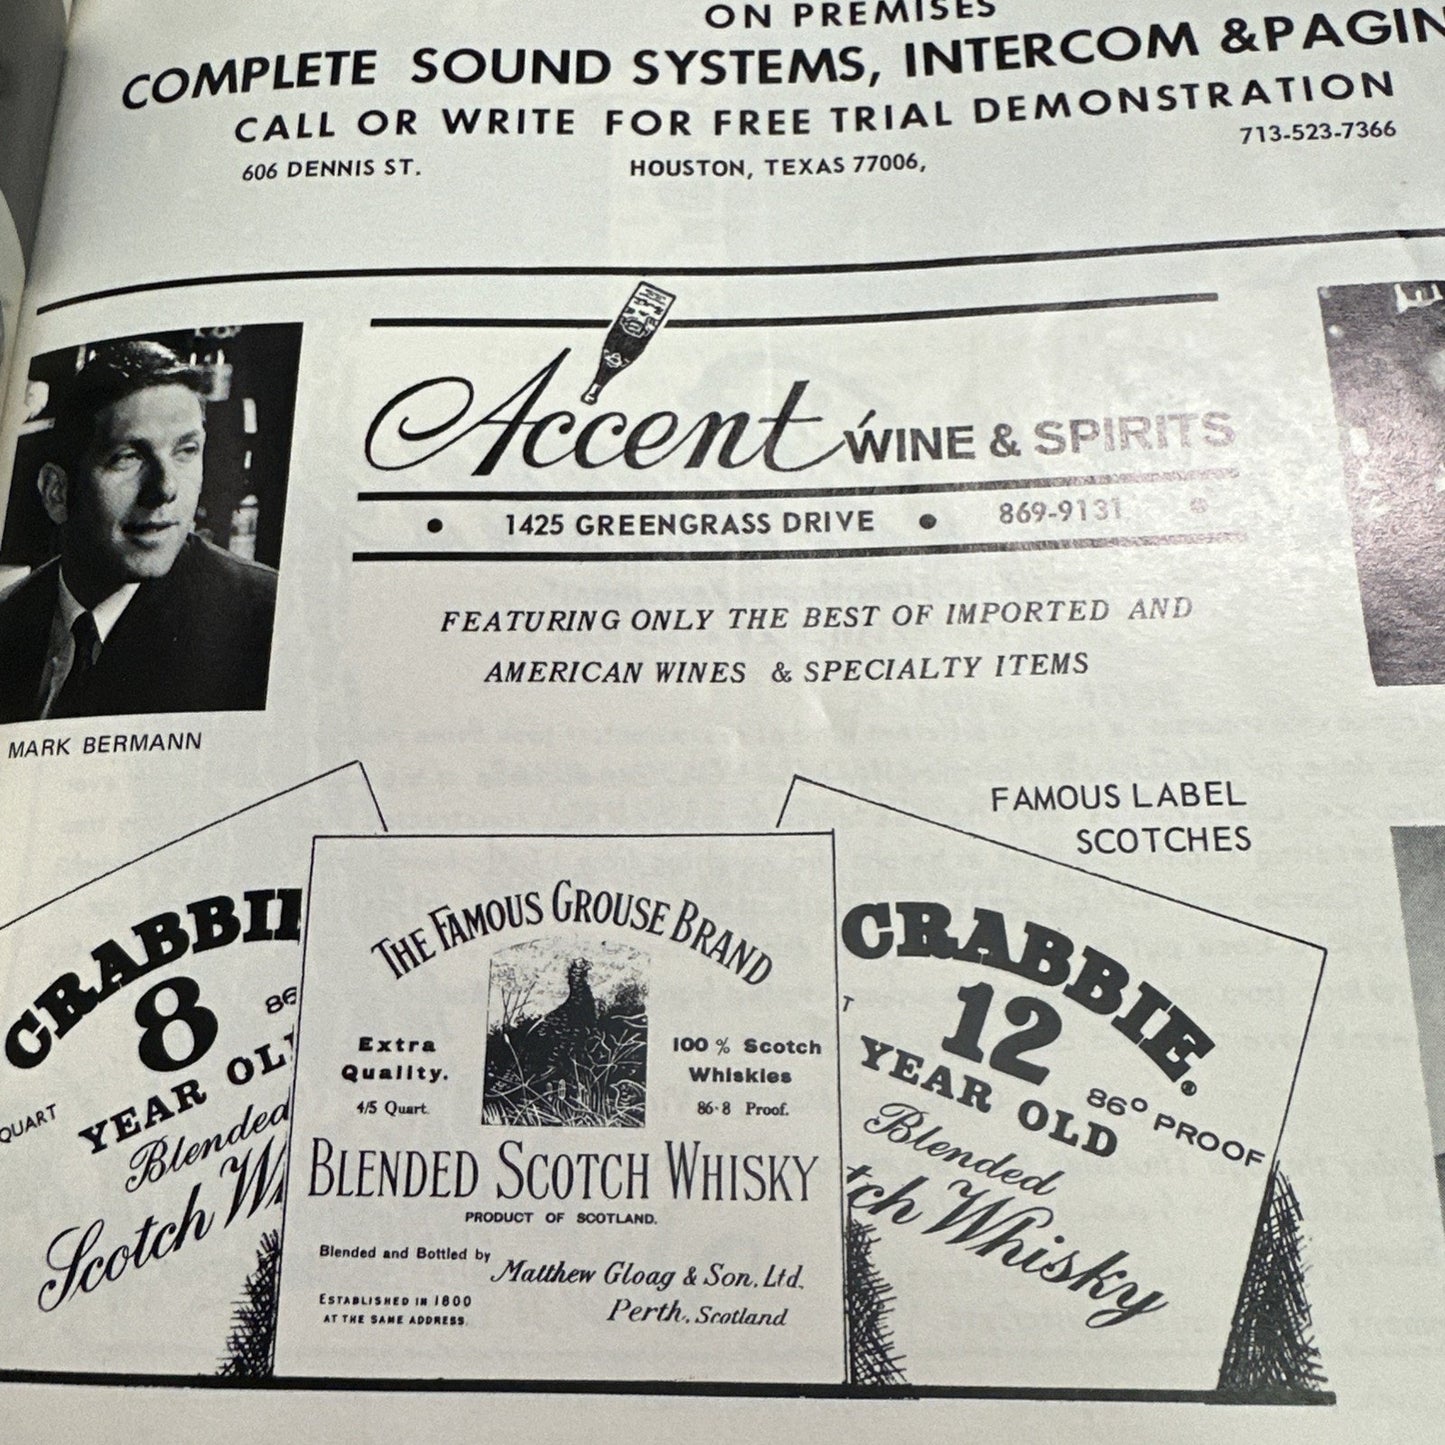 ON PREMISES
COMPLETE SOUND SYSTEMS, INTERCOM & PAGIN
CALL OR WRITE FOR FREE TRIAL DEMONSTRATION
606 DENNIS ST. HOUSTON, TEXAS 77006, 713-523-7366
Accent WINE & SPIRITS
• 1425 GREENGRASS DRIVE • 869-9131 •
FEATURING ONLY THE BEST OF IMPORTED AND
AMERICAN WINES & SPECIALTY ITEMS
MARK BERMANN
FAMOUS LABEL
SCOTCHES
CRABBIE
8
86
YEAR OL
QUART
Blended
Scotch W
THE FAMOUS GROUSE BRAND
Extra
Quality.
4/5 Quart.
100 % Scotch
Whiskies
86·8 Proof.
BLENDED SCOTCH WHISKY
PRODUCT OF SCOTLAND.
Blended and Bottled by
Matthew Gloag & Son, Ltd.
Perth, Scotland
ESTABLISHED IN 1800
AT THE SAME ADDRESS.
CRABBIE®
12
T
YEAR OLD
86° PROOF
Blended
tch Whisky